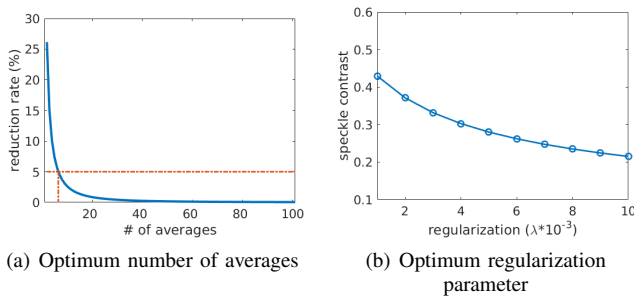 30
25
20
15
10
5
0
20 40 60 80 100
reduction rate (%)
# of averages
(a) Optimum number of averages
0.6
0.5
0.4
0.3
0.2
0.1
2 4 6 8 10
speckle contrast
regularization (λ*10-3)
(b) Optimum regularization
parameter